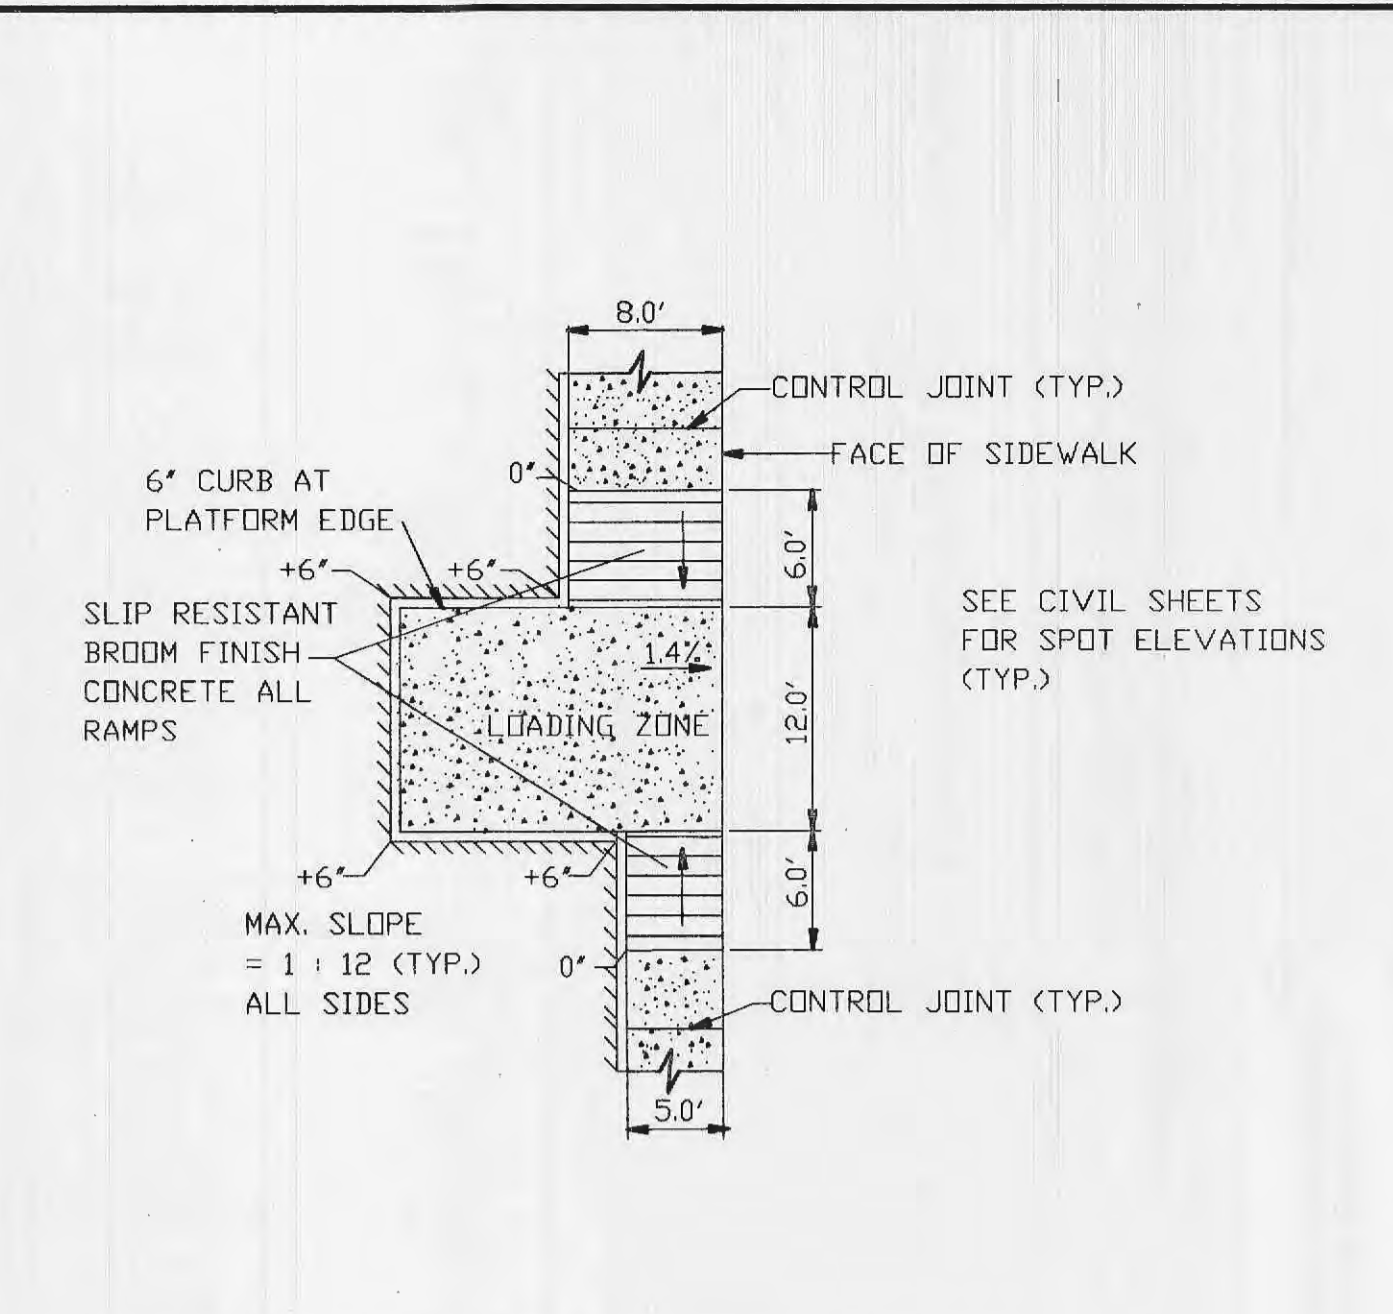 8.0'
CONTROL JOINT (TYP.)
FACE OF SIDEWALK
6" CURB AT
PLATFORM EDGE
0"
+6"
+6"
6.0'
SLIP RESISTANT
BROOM FINISH
CONCRETE ALL
RAMPS
SEE CIVIL SHEETS
FOR SPOT ELEVATIONS
(TYP.)
1.4%
12.0'
LOADING ZONE
+6"
+6"
6.0'
MAX. SLOPE
= 1 : 12 (TYP.)
ALL SIDES
0"
CONTROL JOINT (TYP.)
5.0'